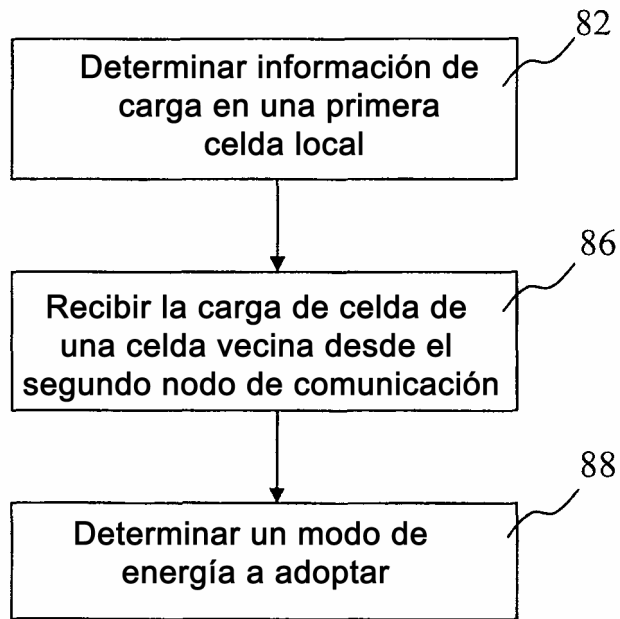 82
Determinar información de
carga en una primera
celda local
86
Recibir la carga de celda de
una celda vecina desde el
segundo nodo de comunicación
88
Determinar un modo de
energía a adoptar